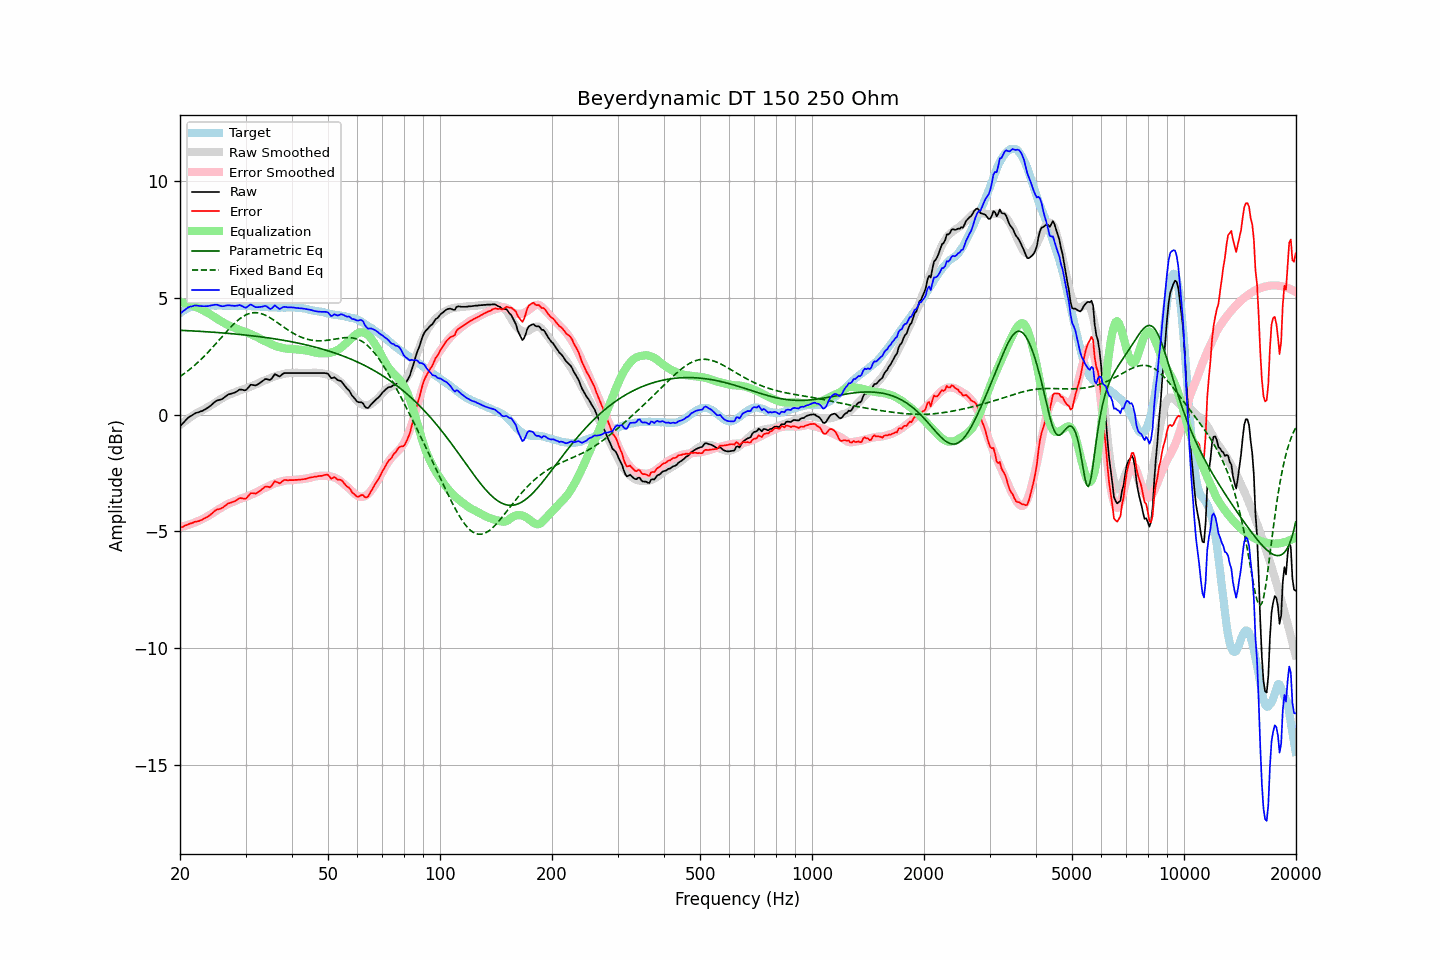 Beyerdynamic DT 150 250 Ohm
Target
Raw Smoothed
Error Smoothed
Raw
Error
Equalization
Parametric Eq
Fixed Band Eq
Equalized
10
5
0
−5
−10
−15
Amplitude (dBr)
20
50
100
200
500
1000
2000
5000
10000
20000
Frequency (Hz)